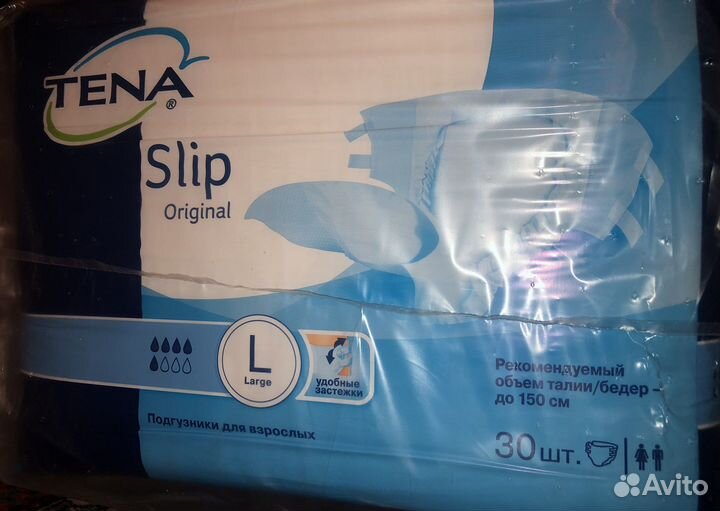 TENA®
Slip
Original
L
Large
удобные
застежки
Рекомендуемый
объем талии/бедер -
до 150 см
Подгузники для взрослых
30 шт.
Avito